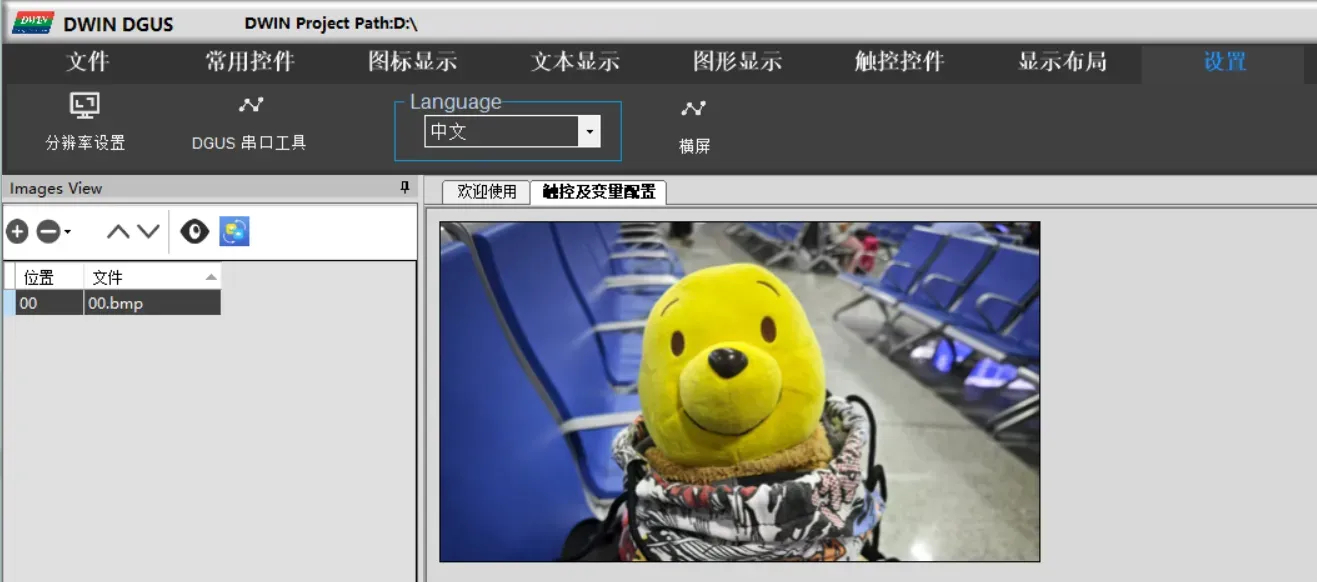 DWIN DWIN DGUS DWIN Project Path:D:\
文件 常用控件 图标显示 文本显示 图形显示 触控控件 显示布局 设置
Language
中文
分辨率设置 DGUS 串口工具 横屏
Images View 欢迎使用 触控及变量配置
位置 文件
00 00.bmp